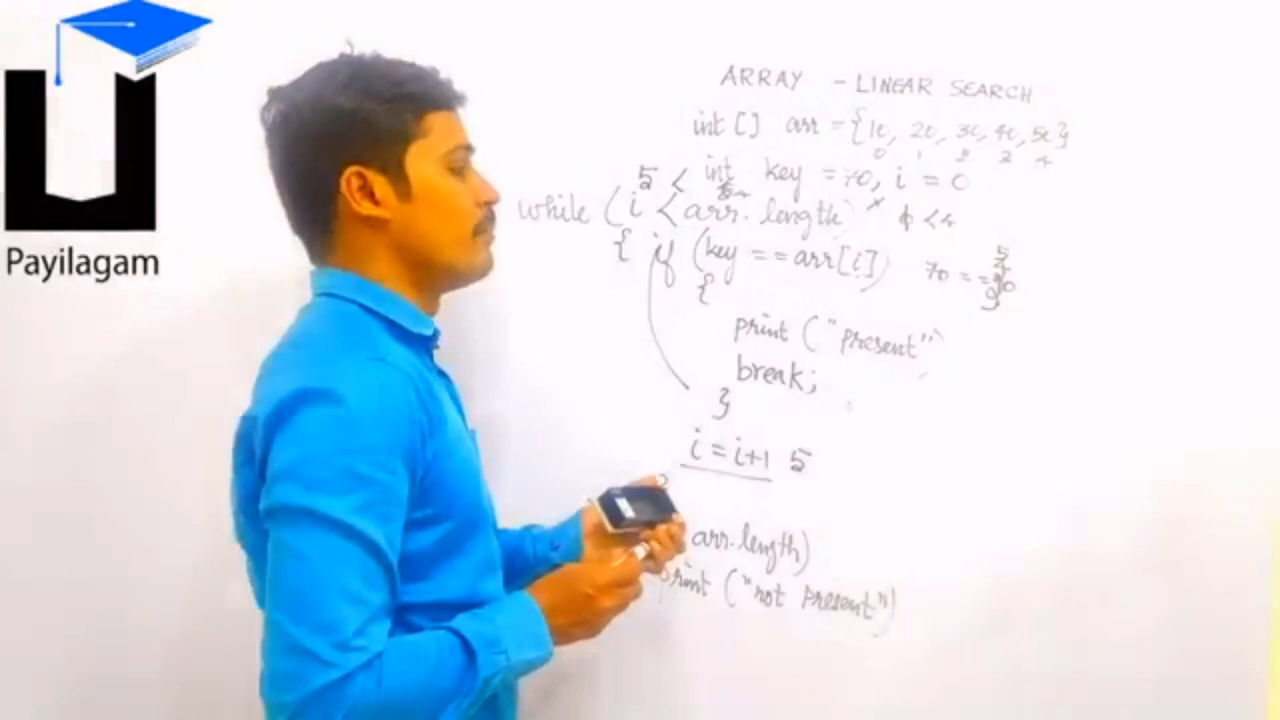 Payilagam
ARRAY - LINEAR SEARCH
int [] arr = {10, 20, 30, 40, 50}
0 1 2 3 4
5 < int key = 70, i = 0
while (i < arr. length)
{ if (key == arr[i]) 70 ==
{
print ("present")
break;
}
i = i+1 5
arr.length)
print ("not present")